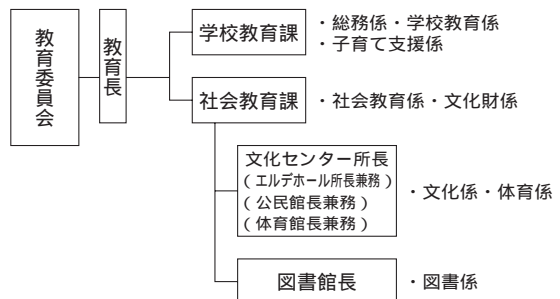 教育委員会
教育長
学校教育課
・総務係・学校教育係
・子育て支援係
社会教育課
・社会教育係・文化財係
文化センター所長
(エルデホール所長兼務)
(公民館長兼務)
(体育館長兼務)
・文化係・体育係
図書館長
・図書係